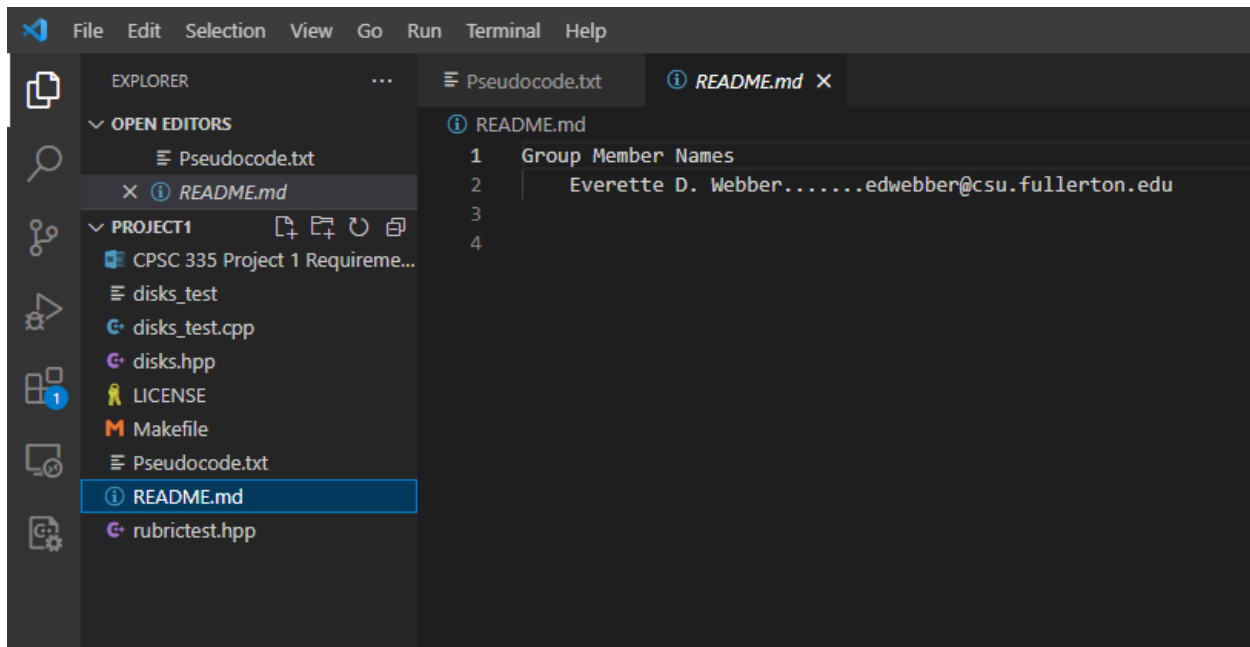 File Edit Selection View Go Run Terminal Help
EXPLORER ...
Pseudocode.txt README.md
OPEN EDITORS
Pseudocode.txt
README.md
PROJECT1
CPSC 335 Project 1 Requireme...
disks_test
disks_test.cpp
disks.hpp
LICENSE
Makefile
Pseudocode.txt
README.md
rubrictest.hpp
1
README.md
1 Group Member Names
2 Everette D. Webber.......edwebber@csu.fullerton.edu
3
4